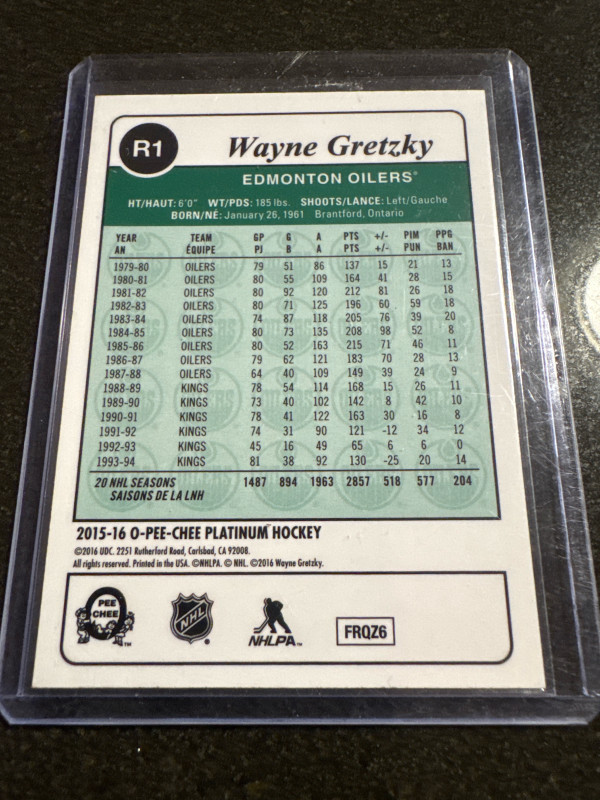 R1
Wayne Gretzky
EDMONTON OILERS®
HT/HAUT: 6'0" WT/PDS: 185 lbs. SHOOTS/LANCE: Left/Gauche
BORN/NÉ: January 26, 1961 Brantford, Ontario
YEAR TEAM GP G A PTS +/- PIM PPG
AN ÉQUIPE PJ B A PTS +/- PUN BAN
1979-80 OILERS 79 51 86 137 15 21 13
1980-81 OILERS 80 55 109 164 41 28 15
1981-82 OILERS 80 92 120 212 81 26 18
1982-83 OILERS 80 71 125 196 60 59 18
1983-84 OILERS 74 87 118 205 76 39 20
1984-85 OILERS 80 73 135 208 98 52 8
1985-86 OILERS 80 52 163 215 71 46 11
1986-87 OILERS 79 62 121 183 70 28 13
1987-88 OILERS 64 40 109 149 39 24 9
1988-89 KINGS 78 54 114 168 15 26 11
1989-90 KINGS 73 40 102 142 8 42 10
1990-91 KINGS 78 41 122 163 30 16 8
1991-92 KINGS 74 31 90 121 -12 34 12
1992-93 KINGS 45 16 49 65 6 6 0
1993-94 KINGS 81 38 92 130 -25 20 14
20 NHL SEASONS 1487 894 1963 2857 518 577 204
SAISONS DE LA LNH
2015-16 O-PEE-CHEE PLATINUM HOCKEY
©2016 UDC. 2251 Rutherford Road, Carlsbad, CA 92008.
All rights reserved. Printed in the USA. ©NHLPA. © NHL. ©2016 Wayne Gretzky.
O PEE CHEE™
NHL®
NHLPA™
FRQZ6